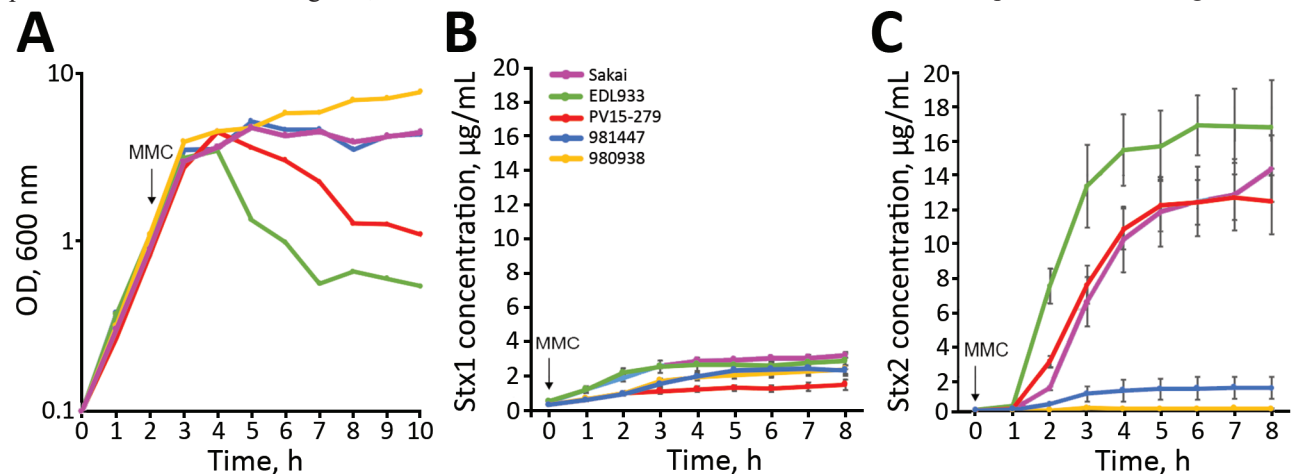 A
B
C
10
1
0.1
OD, 600 nm
MMC
0 1 2 3 4 5 6 7 8 9 10
Time, h
20
18
16
14
12
10
8
6
4
2
0
Stx1 concentration, µg/mL
Sakai
EDL933
PV15-279
981447
980938
MMC
0 1 2 3 4 5 6 7 8
Time, h
20
18
16
14
12
10
8
6
4
2
0
Stx2 concentration, µg/mL
MMC
0 1 2 3 4 5 6 7 8
Time, h